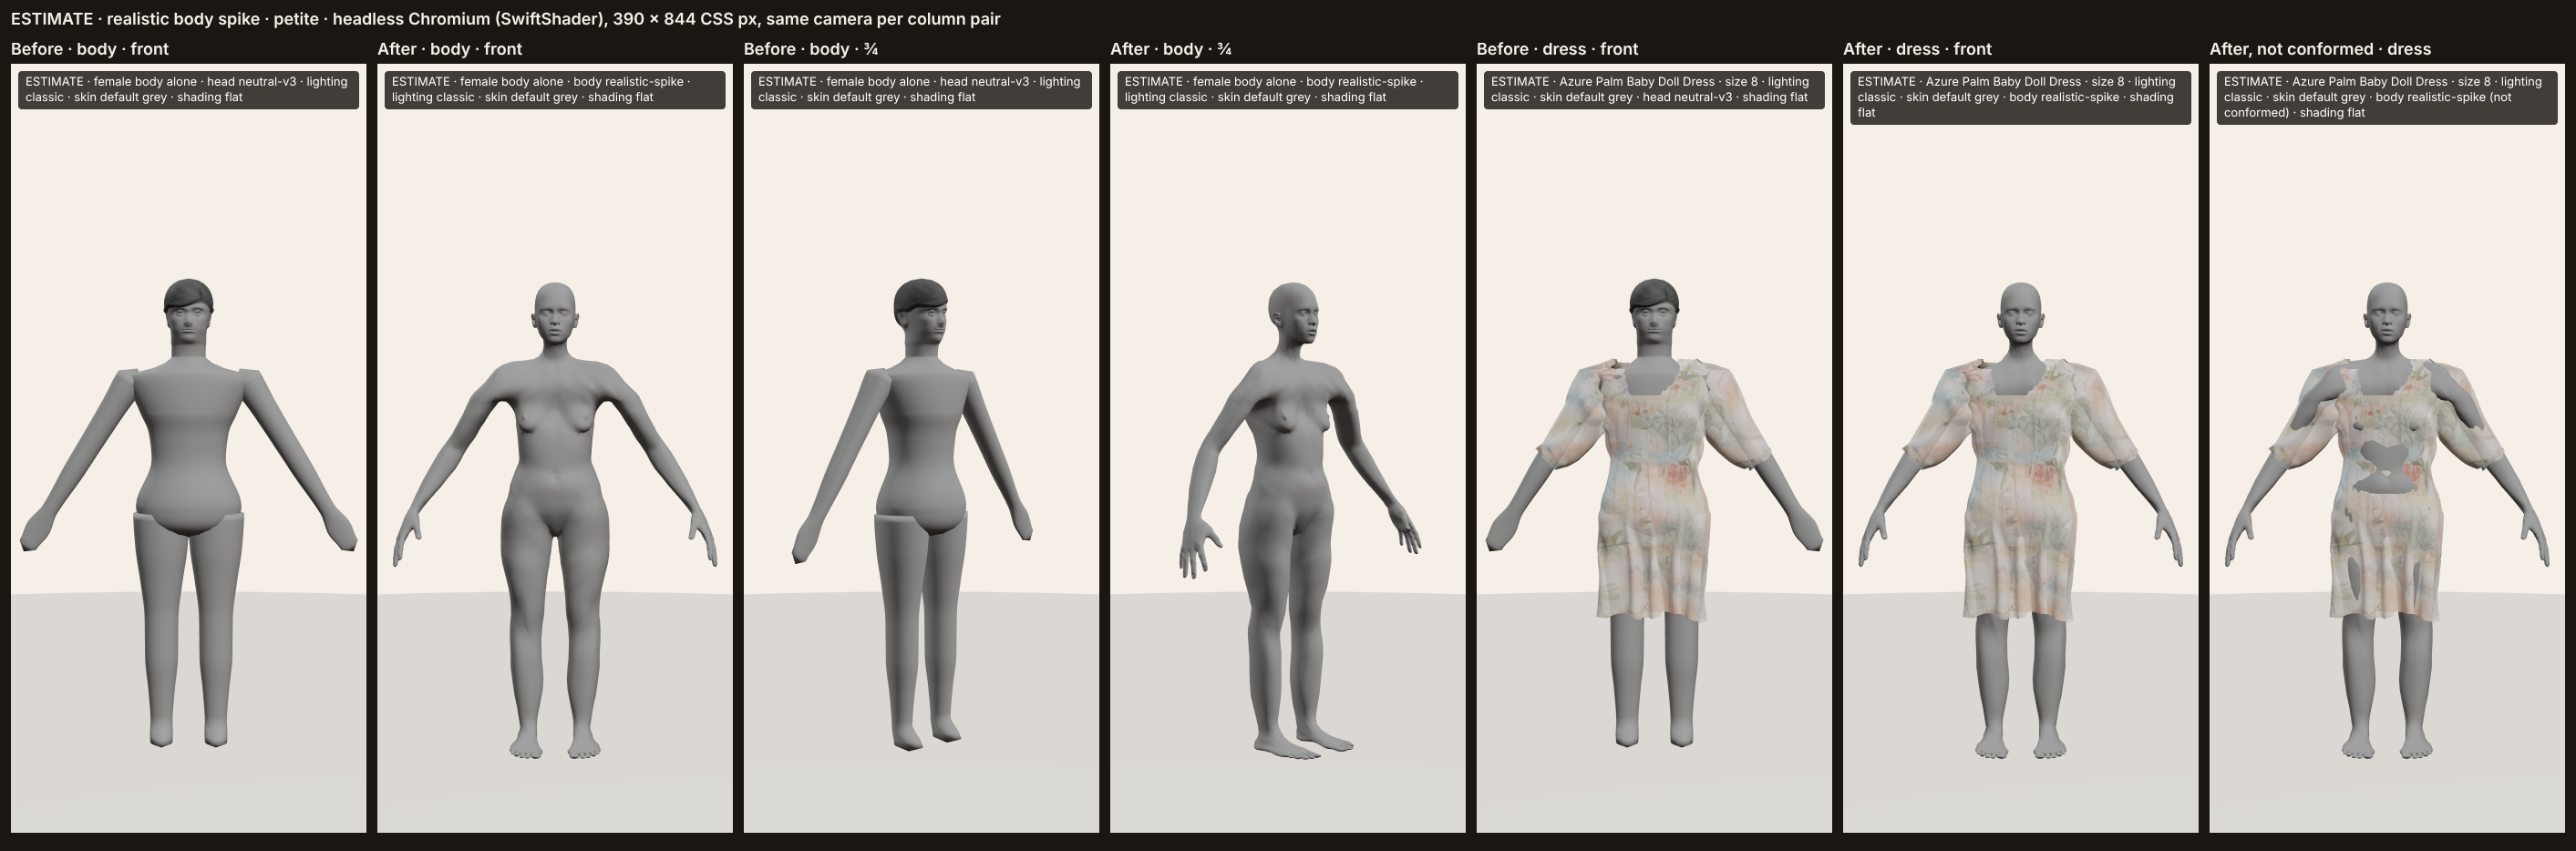 ESTIMATE · realistic body spike · petite · headless Chromium (SwiftShader), 390 × 844 CSS px, same camera per column pair
Before · body · front
ESTIMATE · female body alone · head neutral-v3 · lighting
classic · skin default grey · shading flat
After · body · front
ESTIMATE · female body alone · body realistic-spike ·
lighting classic · skin default grey · shading flat
Before · body · ¾
ESTIMATE · female body alone · head neutral-v3 · lighting
classic · skin default grey · shading flat
After · body · ¾
ESTIMATE · female body alone · body realistic-spike ·
lighting classic · skin default grey · shading flat
Before · dress · front
ESTIMATE · Azure Palm Baby Doll Dress · size 8 · lighting
classic · skin default grey · head neutral-v3 · shading flat
After · dress · front
ESTIMATE · Azure Palm Baby Doll Dress · size 8 · lighting
classic · skin default grey · body realistic-spike · shading
flat
After, not conformed · dress
ESTIMATE · Azure Palm Baby Doll Dress · size 8 · lighting
classic · skin default grey · body realistic-spike (not
conformed) · shading flat